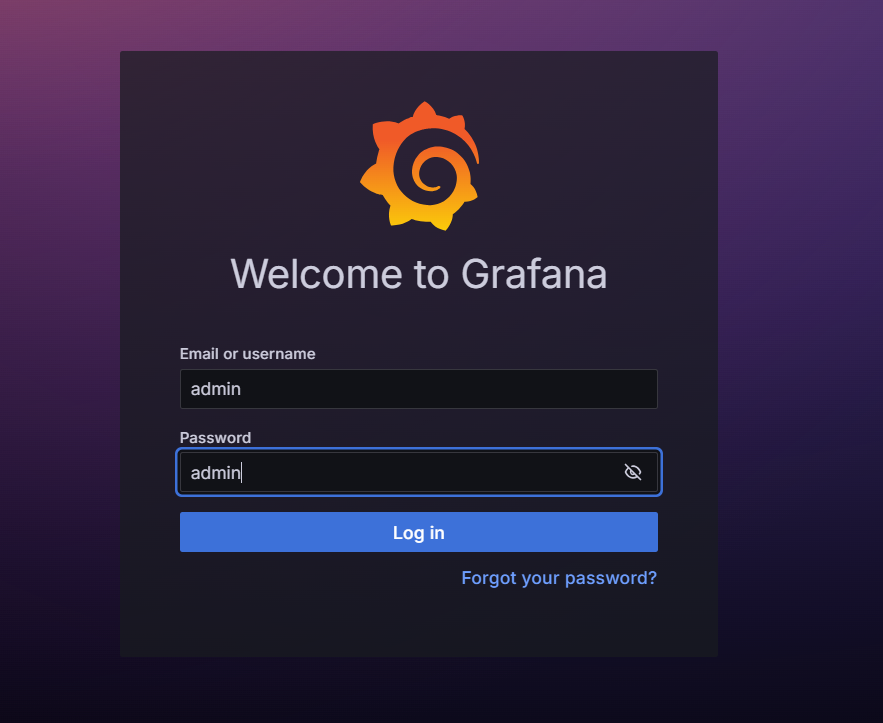 Welcome to Grafana
Email or username
admin
Password
admin
Log in
Forgot your password?